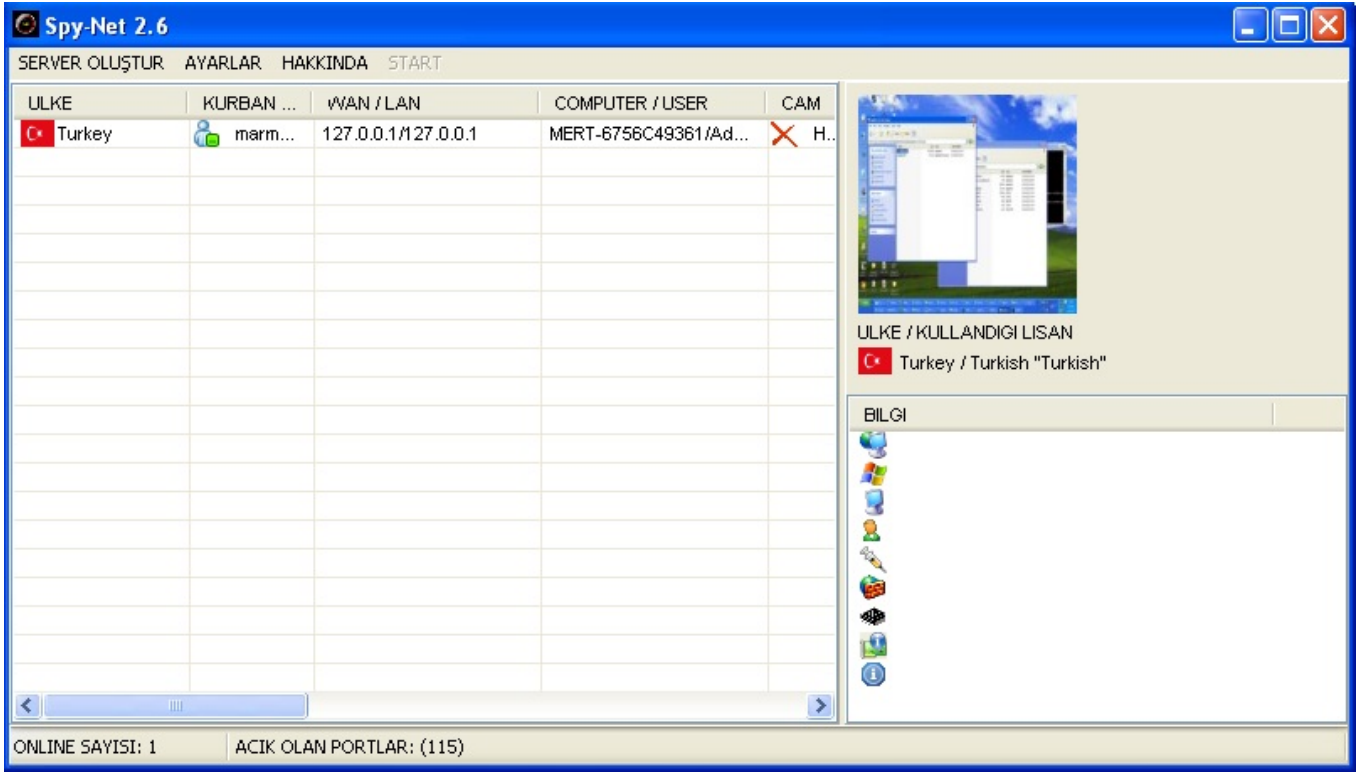 Spy-Net 2.6
SERVER OLUŞTUR AYARLAR HAKKINDA START
ULKE KURBAN ... WAN / LAN COMPUTER / USER CAM
Turkey marm... 127.0.0.1/127.0.0.1 MERT-6756C49361/Ad... H..
ULKE / KULLANDIGI LISAN
Turkey / Turkish "Turkish"
BILGI
ONLINE SAYISI: 1 ACIK OLAN PORTLAR: (115)